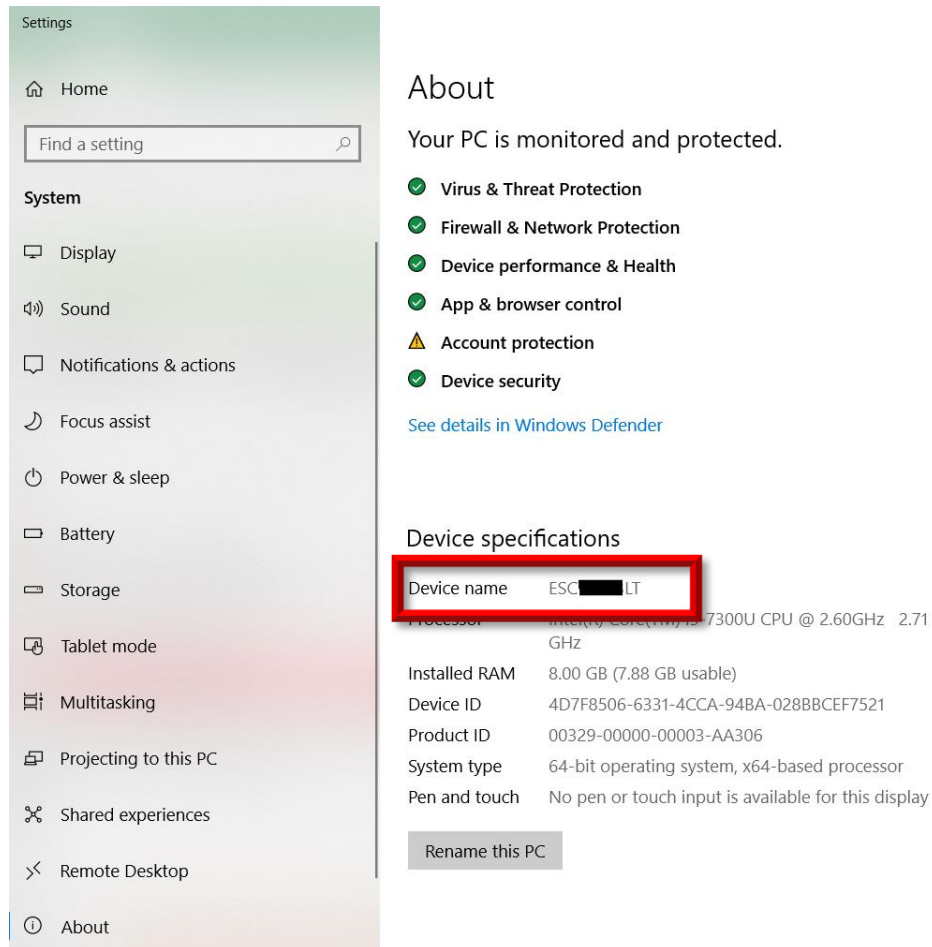 Settings
Home
Find a setting
System
Display
Sound
Notifications & actions
Focus assist
Power & sleep
Battery
Storage
Tablet mode
Multitasking
Projecting to this PC
Shared experiences
Remote Desktop
About
About
Your PC is monitored and protected.
Virus & Threat Protection
Firewall & Network Protection
Device performance & Health
App & browser control
Account protection
Device security
See details in Windows Defender
Device specifications
Device name ESC LT
Processor Intel(R) Core(TM) i5-7300U CPU @ 2.60GHz 2.71
GHz
Installed RAM 8.00 GB (7.88 GB usable)
Device ID 4D7F8506-6331-4CCA-94BA-028BBCEF7521
Product ID 00329-00000-00003-AA306
System type 64-bit operating system, x64-based processor
Pen and touch No pen or touch input is available for this display
Rename this PC